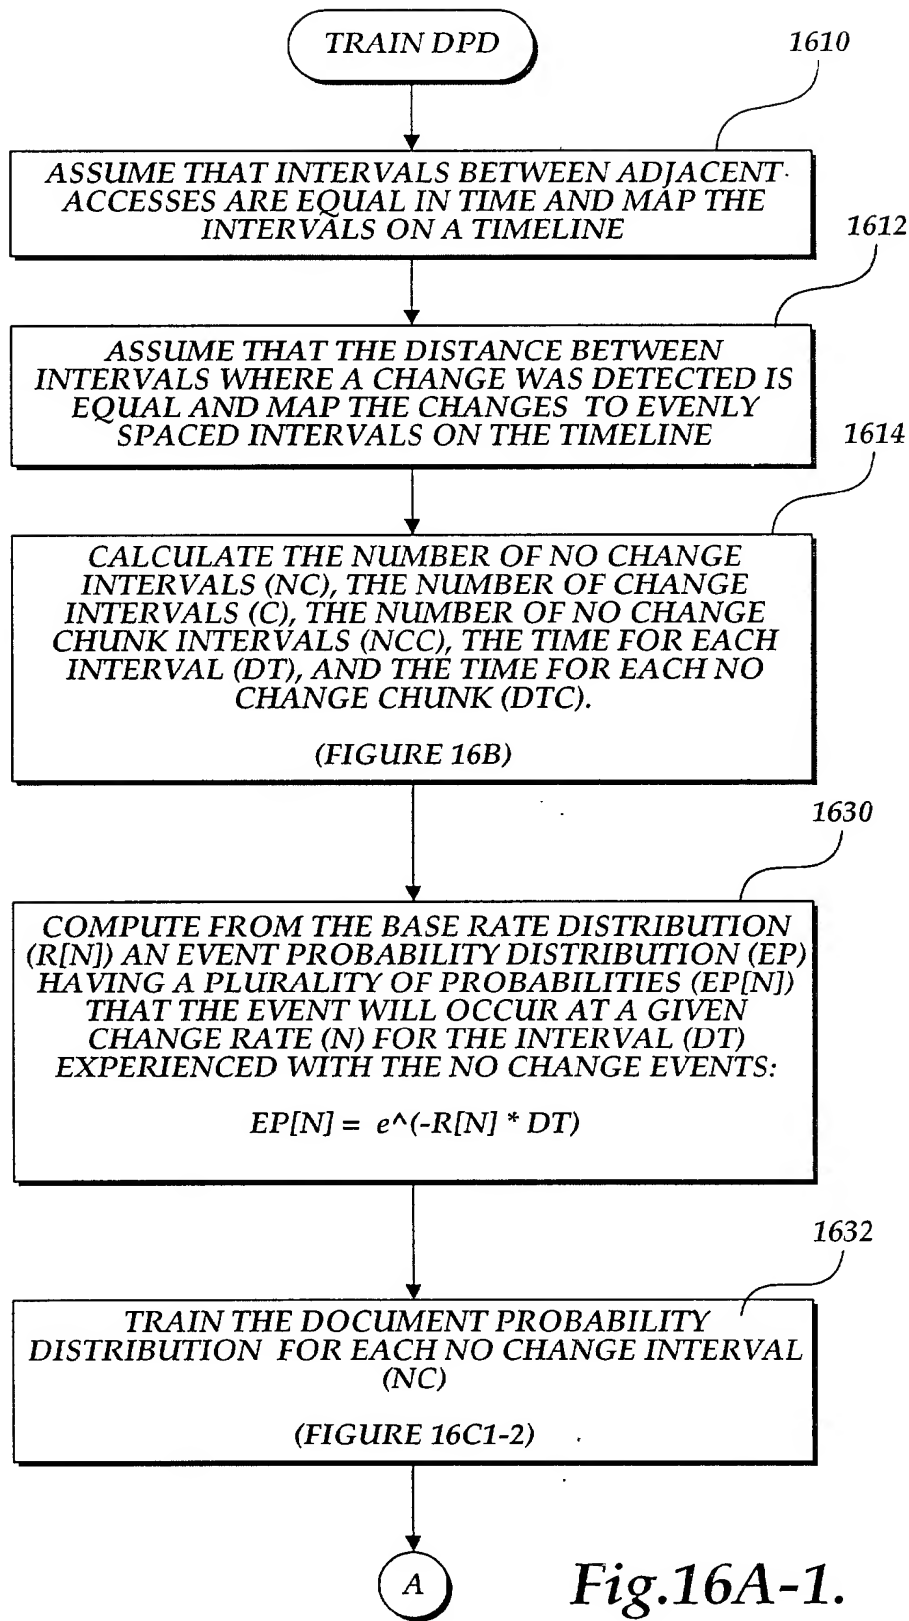 TRAIN DPD
1610
ASSUME THAT INTERVALS BETWEEN ADJACENT
ACCESSES ARE EQUAL IN TIME AND MAP THE
INTERVALS ON A TIMELINE
1612
ASSUME THAT THE DISTANCE BETWEEN
INTERVALS WHERE A CHANGE WAS DETECTED IS
EQUAL AND MAP THE CHANGES TO EVENLY
SPACED INTERVALS ON THE TIMELINE
1614
CALCULATE THE NUMBER OF NO CHANGE
INTERVALS (NC), THE NUMBER OF CHANGE
INTERVALS (C), THE NUMBER OF NO CHANGE
CHUNK INTERVALS (NCC), THE TIME FOR EACH
INTERVAL (DT), AND THE TIME FOR EACH NO
CHANGE CHUNK (DTC).
(FIGURE 16B)
1630
COMPUTE FROM THE BASE RATE DISTRIBUTION
(R[N]) AN EVENT PROBABILITY DISTRIBUTION (EP)
HAVING A PLURALITY OF PROBABILITIES (EP[N])
THAT THE EVENT WILL OCCUR AT A GIVEN
CHANGE RATE (N) FOR THE INTERVAL (DT)
EXPERIENCED WITH THE NO CHANGE EVENTS:
EP[N] = e^(-R[N] * DT)
1632
TRAIN THE DOCUMENT PROBABILITY
DISTRIBUTION FOR EACH NO CHANGE INTERVAL
(NC)
(FIGURE 16C1-2)
A
Fig.16A-1.